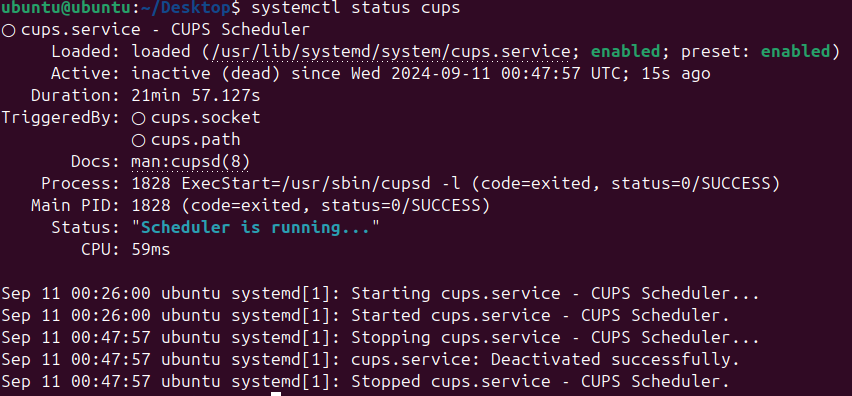 ubuntu@ubuntu:~/Desktop$ systemctl status cups
○ cups.service - CUPS Scheduler
     Loaded: loaded (/usr/lib/systemd/system/cups.service; enabled; preset: enabled)
     Active: inactive (dead) since Wed 2024-09-11 00:47:57 UTC; 15s ago
   Duration: 21min 57.127s
TriggeredBy: ○ cups.socket
             ○ cups.path
       Docs: man:cupsd(8)
    Process: 1828 ExecStart=/usr/sbin/cupsd -l (code=exited, status=0/SUCCESS)
   Main PID: 1828 (code=exited, status=0/SUCCESS)
     Status: "Scheduler is running..."
        CPU: 59ms

Sep 11 00:26:00 ubuntu systemd[1]: Starting cups.service - CUPS Scheduler...
Sep 11 00:26:00 ubuntu systemd[1]: Started cups.service - CUPS Scheduler.
Sep 11 00:47:57 ubuntu systemd[1]: Stopping cups.service - CUPS Scheduler...
Sep 11 00:47:57 ubuntu systemd[1]: cups.service: Deactivated successfully.
Sep 11 00:47:57 ubuntu systemd[1]: Stopped cups.service - CUPS Scheduler.